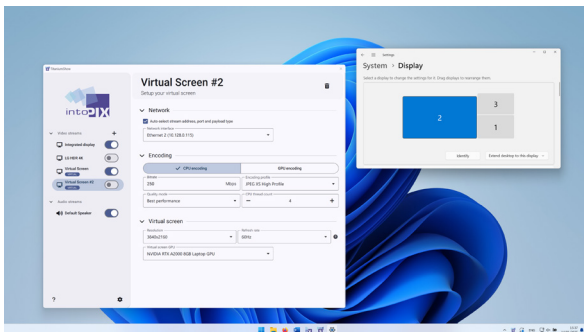 intoPIX
Video streams
Integrated display
LG HDR 4K
Virtual Screen
Virtual Screen #2
Audio streams
Default Speaker
?
Virtual Screen #2
Setup your virtual screen
Network
Auto select stream address, port and payload type
Network interface
Ethernet 2 (10.128.0.115)
Encoding
CPU encoding
GPU encoding
Bitrate
250 Mbps
Encoding profile
JPEG XS High Profile
Quality mode
Best performance
CPU thread count
4
Virtual screen
Resolution
3840x2160
Refresh rate
60Hz
Virtual screen GPU
NVIDIA RTX A2000 8GB Laptop GPU
Settings
System > Display
Select a display to change the settings for it. Drag displays to rearrange them.
2
3
1
Identify
Extend desktop to this display